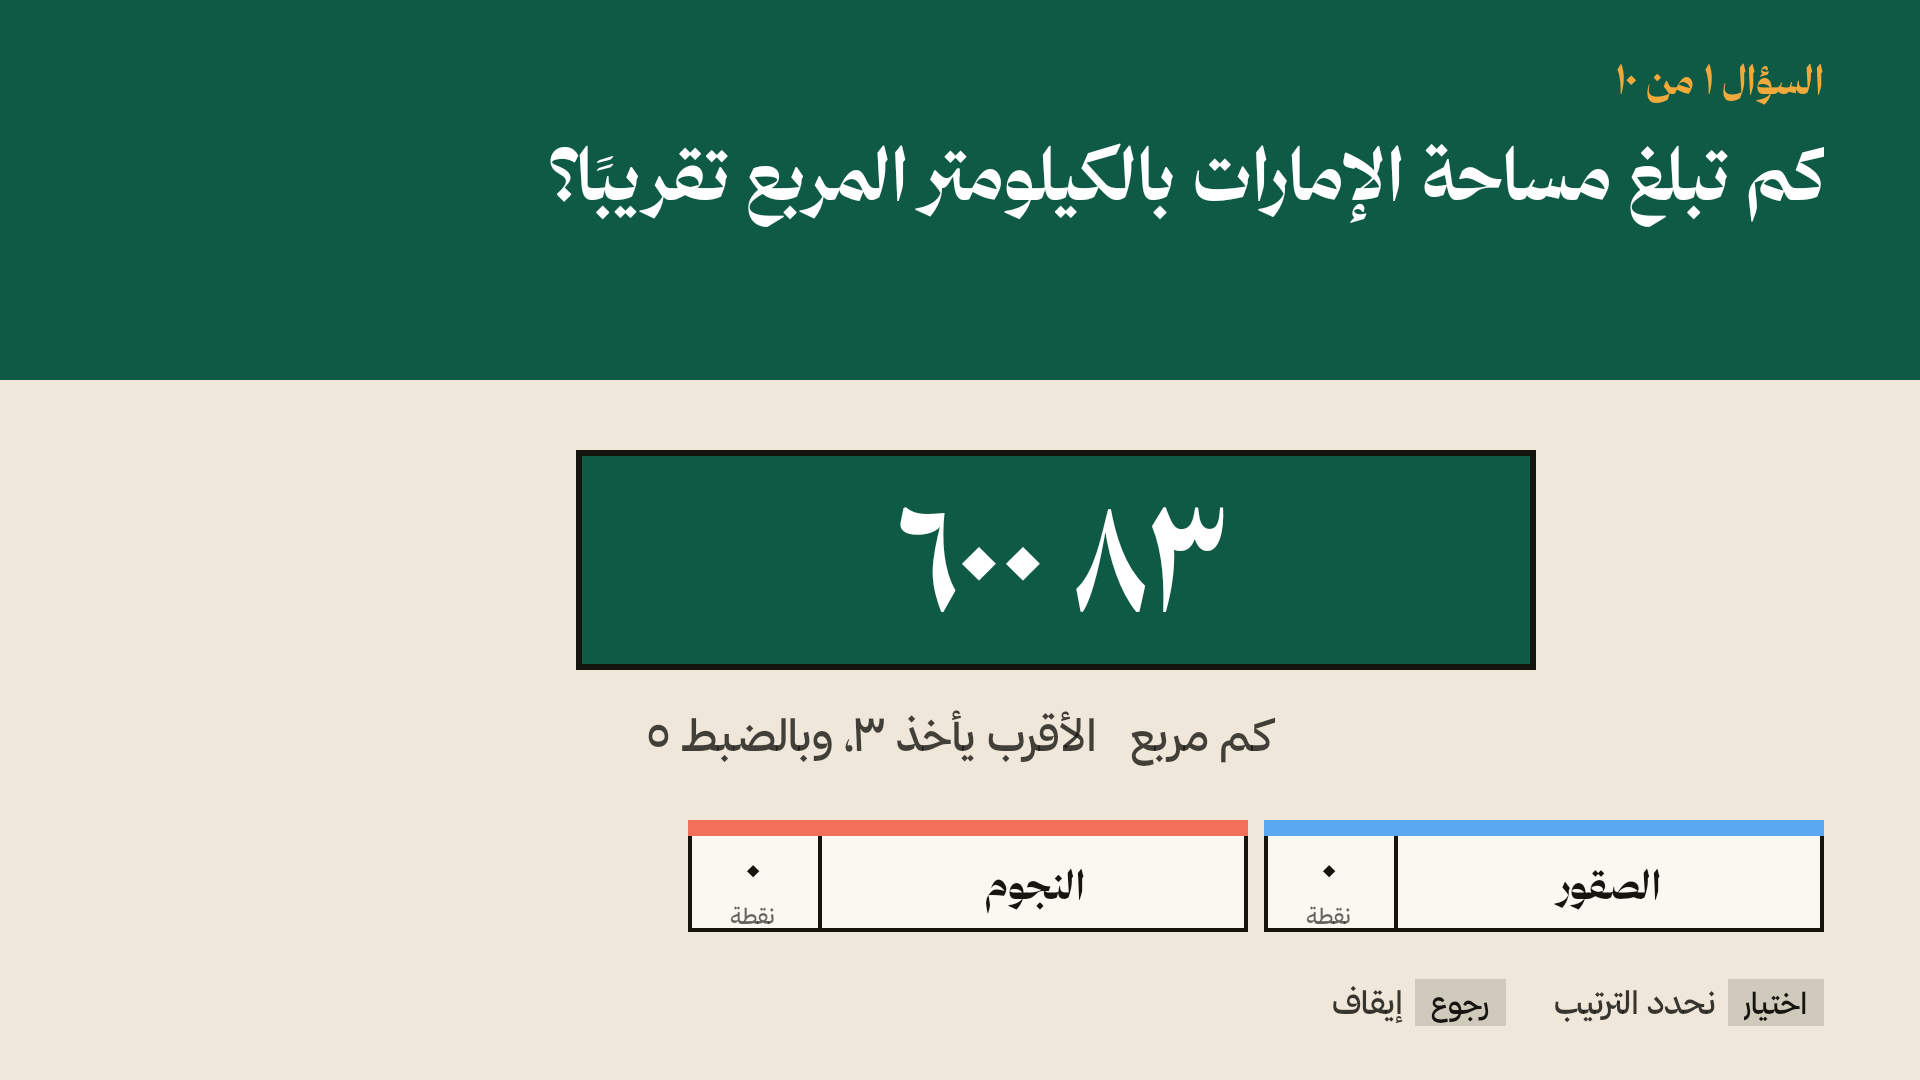 السؤال ١ من ١٠
كم تبلغ مساحة الإمارات بالكيلومتر المربع تقريبًا؟
٨٣ ٦٠٠
كم مربع الأقرب يأخذ ٣، وبالضبط ٥
الصقور
٠
نقطة
النجوم
٠
نقطة
اختيار نحدد الترتيب رجوع إيقاف